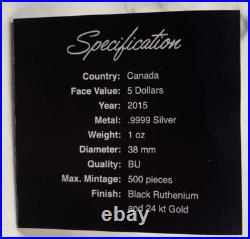 Specification
Country: Canada
Face Value: 5 Dollars
Year: 2015
Metal: .9999 Silver
Weight: 1 oz
Diameter: 38 mm
Quality: BU
Max. Mintage: 500 pieces
Finish: Black Ruthenium
and 24 kt Gold